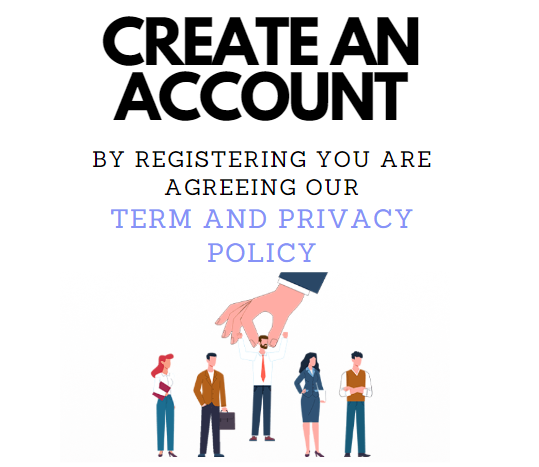 CREATE AN
ACCOUNT
BY REGISTERING YOU ARE
AGREEING OUR
TERM AND PRIVACY
POLICY